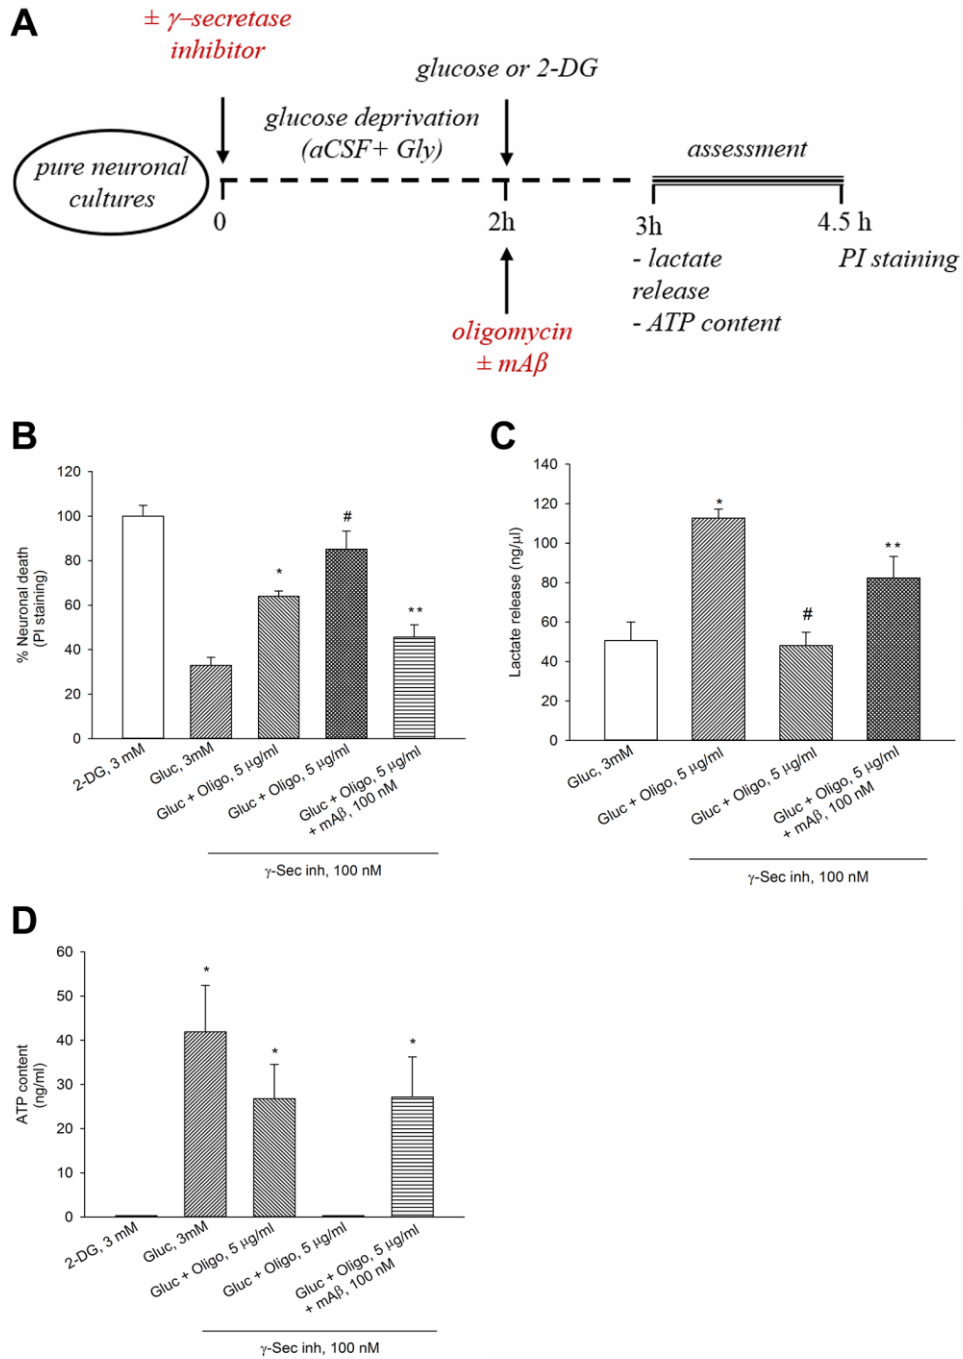 A
± γ–secretase
inhibitor
glucose or 2-DG
glucose deprivation
(aCSF+ Gly)
assessment
pure neuronal
cultures
0
2h
3h
4.5 h
- lactate
release
- ATP content
PI staining
oligomycin
± mAβ
B
% Neuronal death
(PI staining)
120
100
80
60
40
20
0
*
#
**
2-DG, 3 mM
Gluc, 3mM
Gluc + Oligo, 5 μg/ml
Gluc + Oligo, 5 μg/ml
Gluc + Oligo, 5 μg/ml
+ mAβ, 100 nM
γ-Sec inh, 100 nM
C
Lactate release (ng/μl)
140
120
100
80
60
40
20
0
*
#
**
Gluc, 3mM
Gluc + Oligo, 5 μg/ml
Gluc + Oligo, 5 μg/ml
Gluc + Oligo, 5 μg/ml
+ mAβ, 100 nM
γ-Sec inh, 100 nM
D
ATP content
(ng/ml)
60
50
40
30
20
10
0
*
*
*
2-DG, 3 mM
Gluc, 3mM
Gluc + Oligo, 5 μg/ml
Gluc + Oligo, 5 μg/ml
Gluc + Oligo, 5 μg/ml
+ mAβ, 100 nM
γ-Sec inh, 100 nM